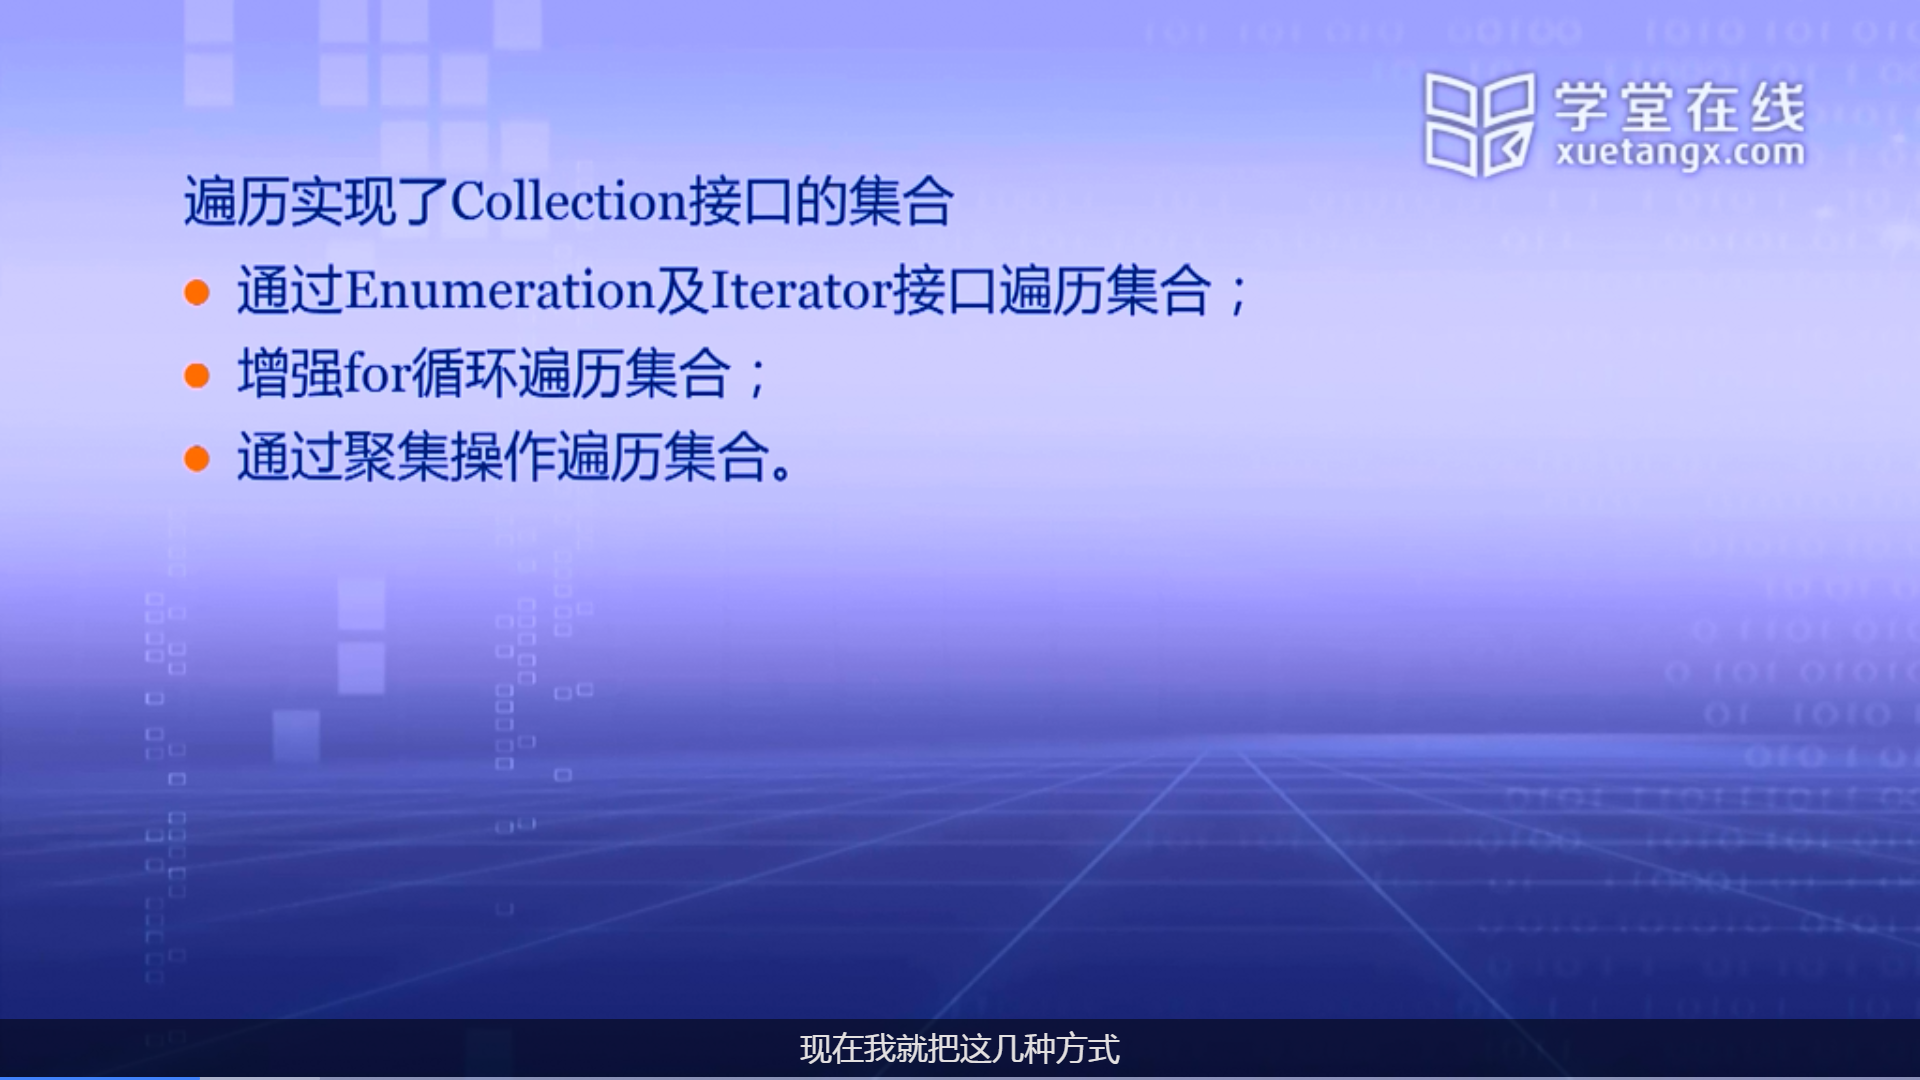 学堂在线
xuetangx.com
遍历实现了Collection接口的集合
通过Enumeration及Iterator接口遍历集合；
增强for循环遍历集合；
通过聚集操作遍历集合。
现在我就把这几种方式